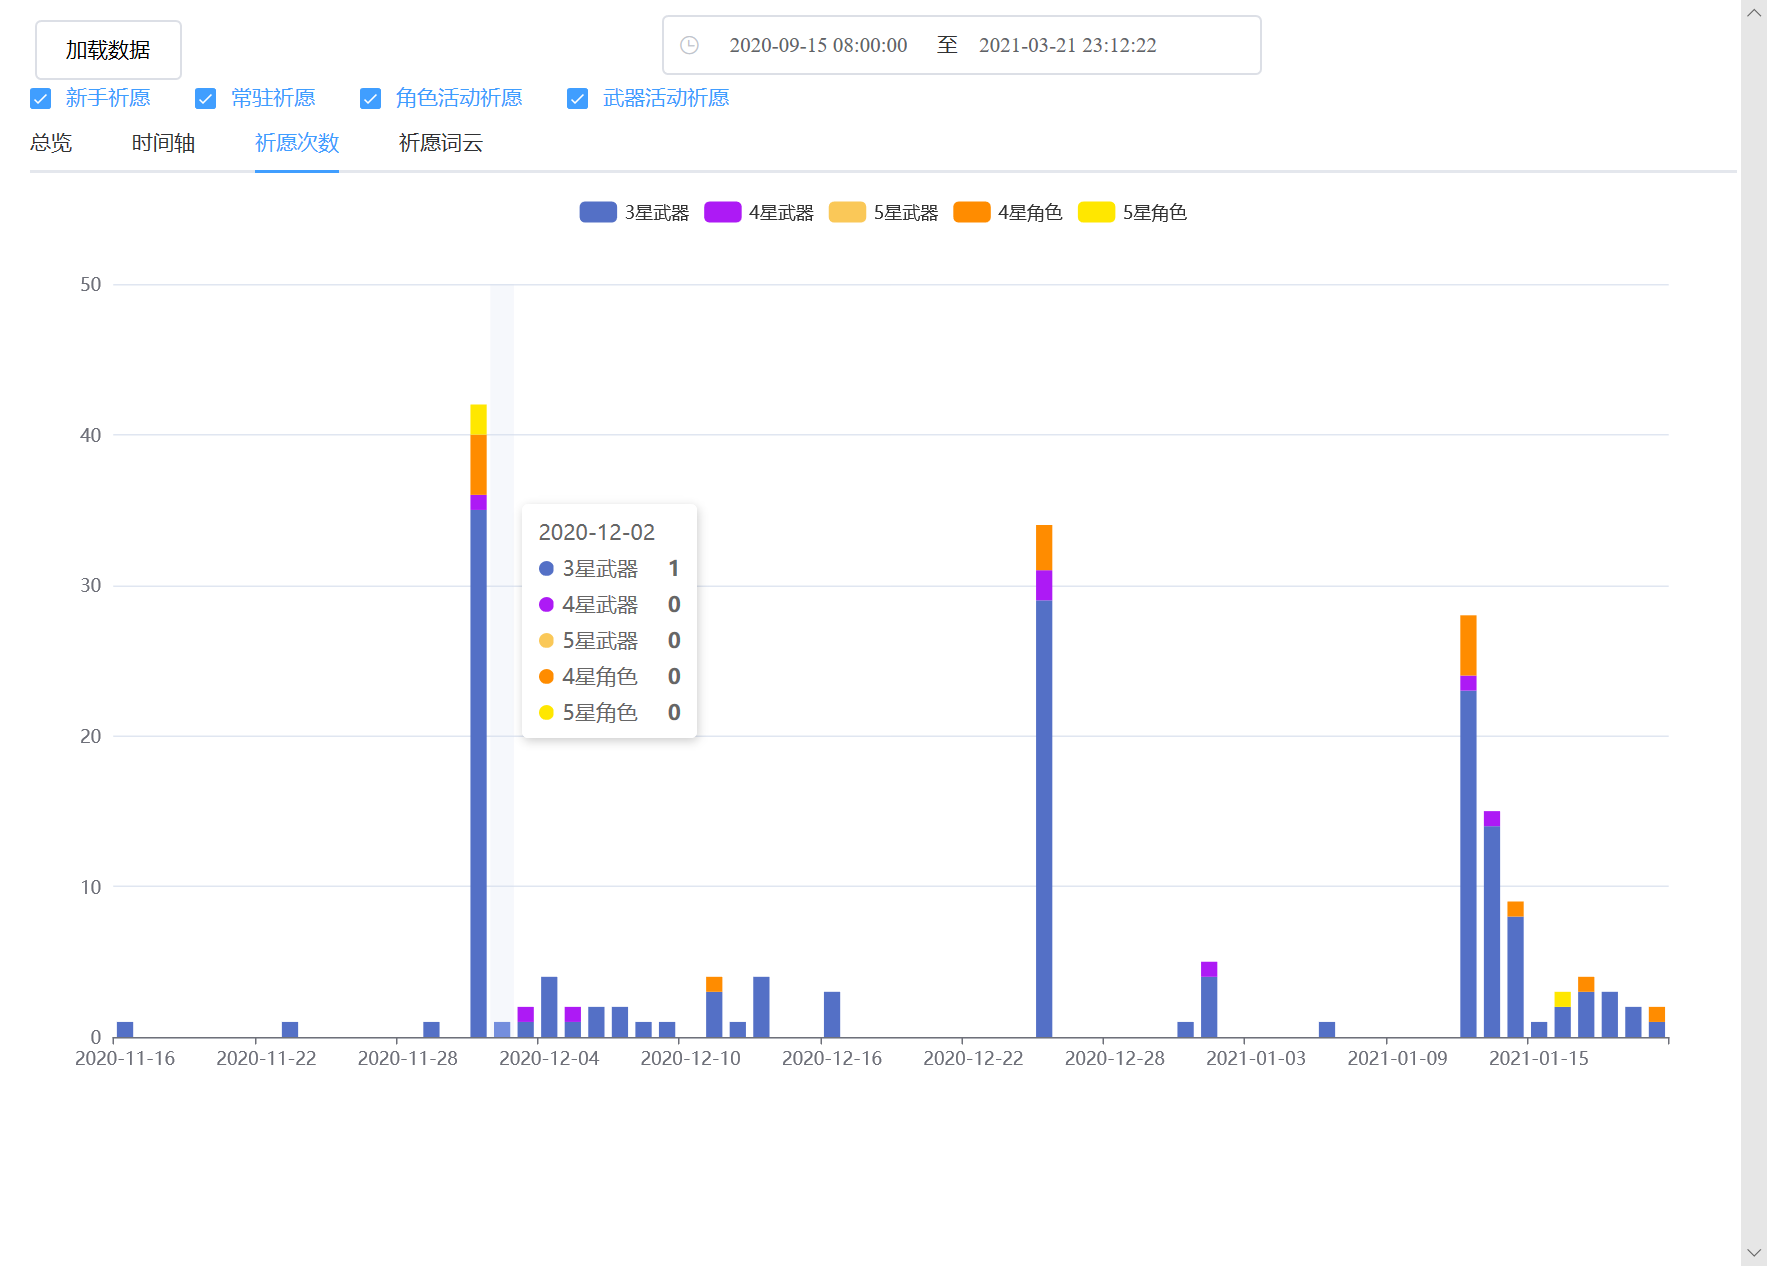 加载数据
2020-09-15 08:00:00 至 2021-03-21 23:12:22
新手祈愿 常驻祈愿 角色活动祈愿 武器活动祈愿
总览 时间轴 祈愿次数 祈愿词云
3星武器 4星武器 5星武器 4星角色 5星角色
50
40
30
20
10
0
2020-12-02
3星武器 1
4星武器 0
5星武器 0
4星角色 0
5星角色 0
2020-11-16 2020-11-22 2020-11-28 2020-12-04 2020-12-10 2020-12-16 2020-12-22 2020-12-28 2021-01-03 2021-01-09 2021-01-15